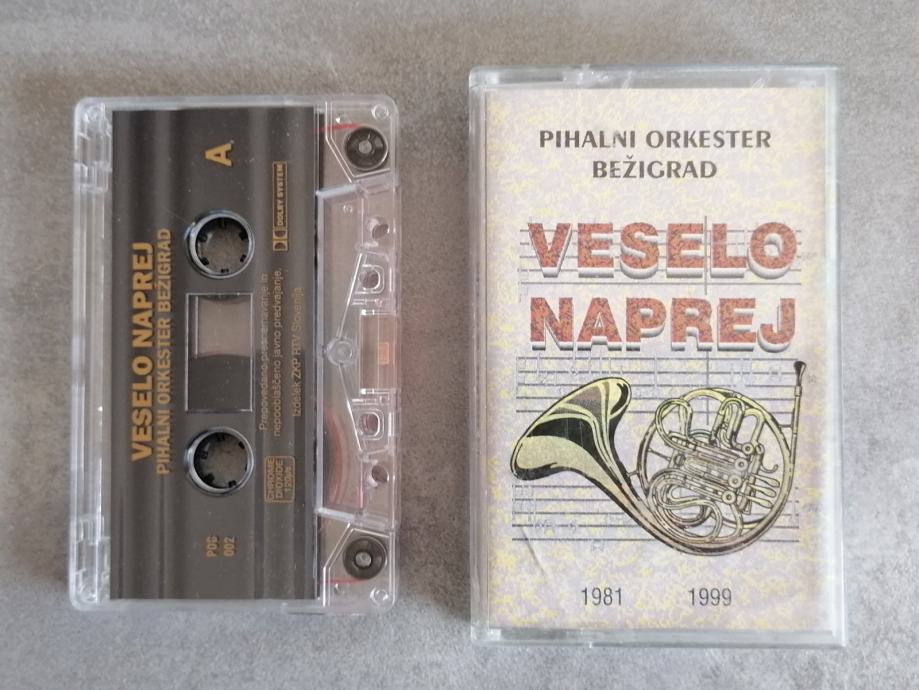 VESELO NAPREJ
PIHALNI ORKESTER BEŽIGRAD
A
DOLBY SYSTEM
Prepovedano presnemavanje in
nepooblaščeno javno predvajanje.
Izdelek ZKP RTV Slovenija
CHROME
DIOXIDE
120µs
POB
002
PIHALNI ORKESTER
BEŽIGRAD
VESELO
NAPREJ
1981 1999